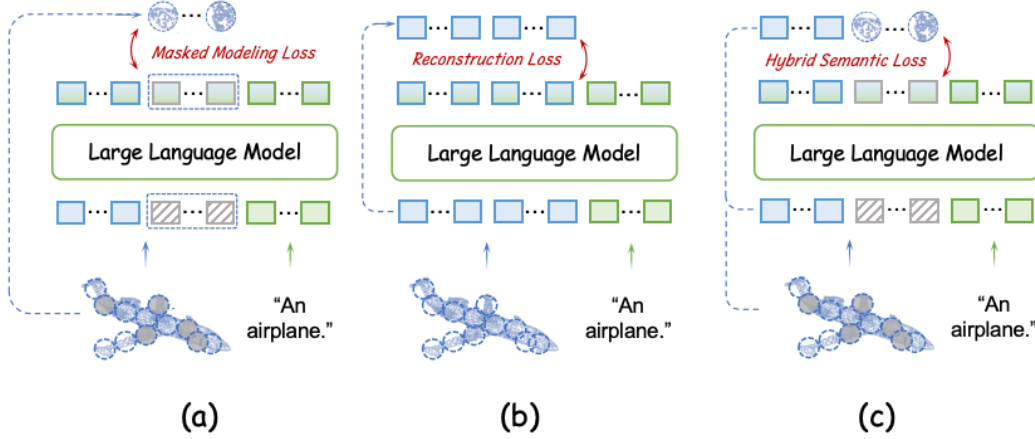 Masked Modeling Loss
Large Language Model
“An
airplane.”
(a)
Reconstruction Loss
Large Language Model
“An
airplane.”
(b)
Hybrid Semantic Loss
Large Language Model
“An
airplane.”
(c)